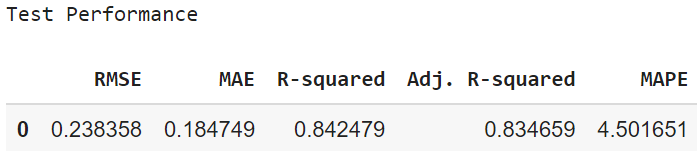 Test Performance
RMSE MAE R-squared Adj. R-squared MAPE
0 0.238358 0.184749 0.842479 0.834659 4.501651